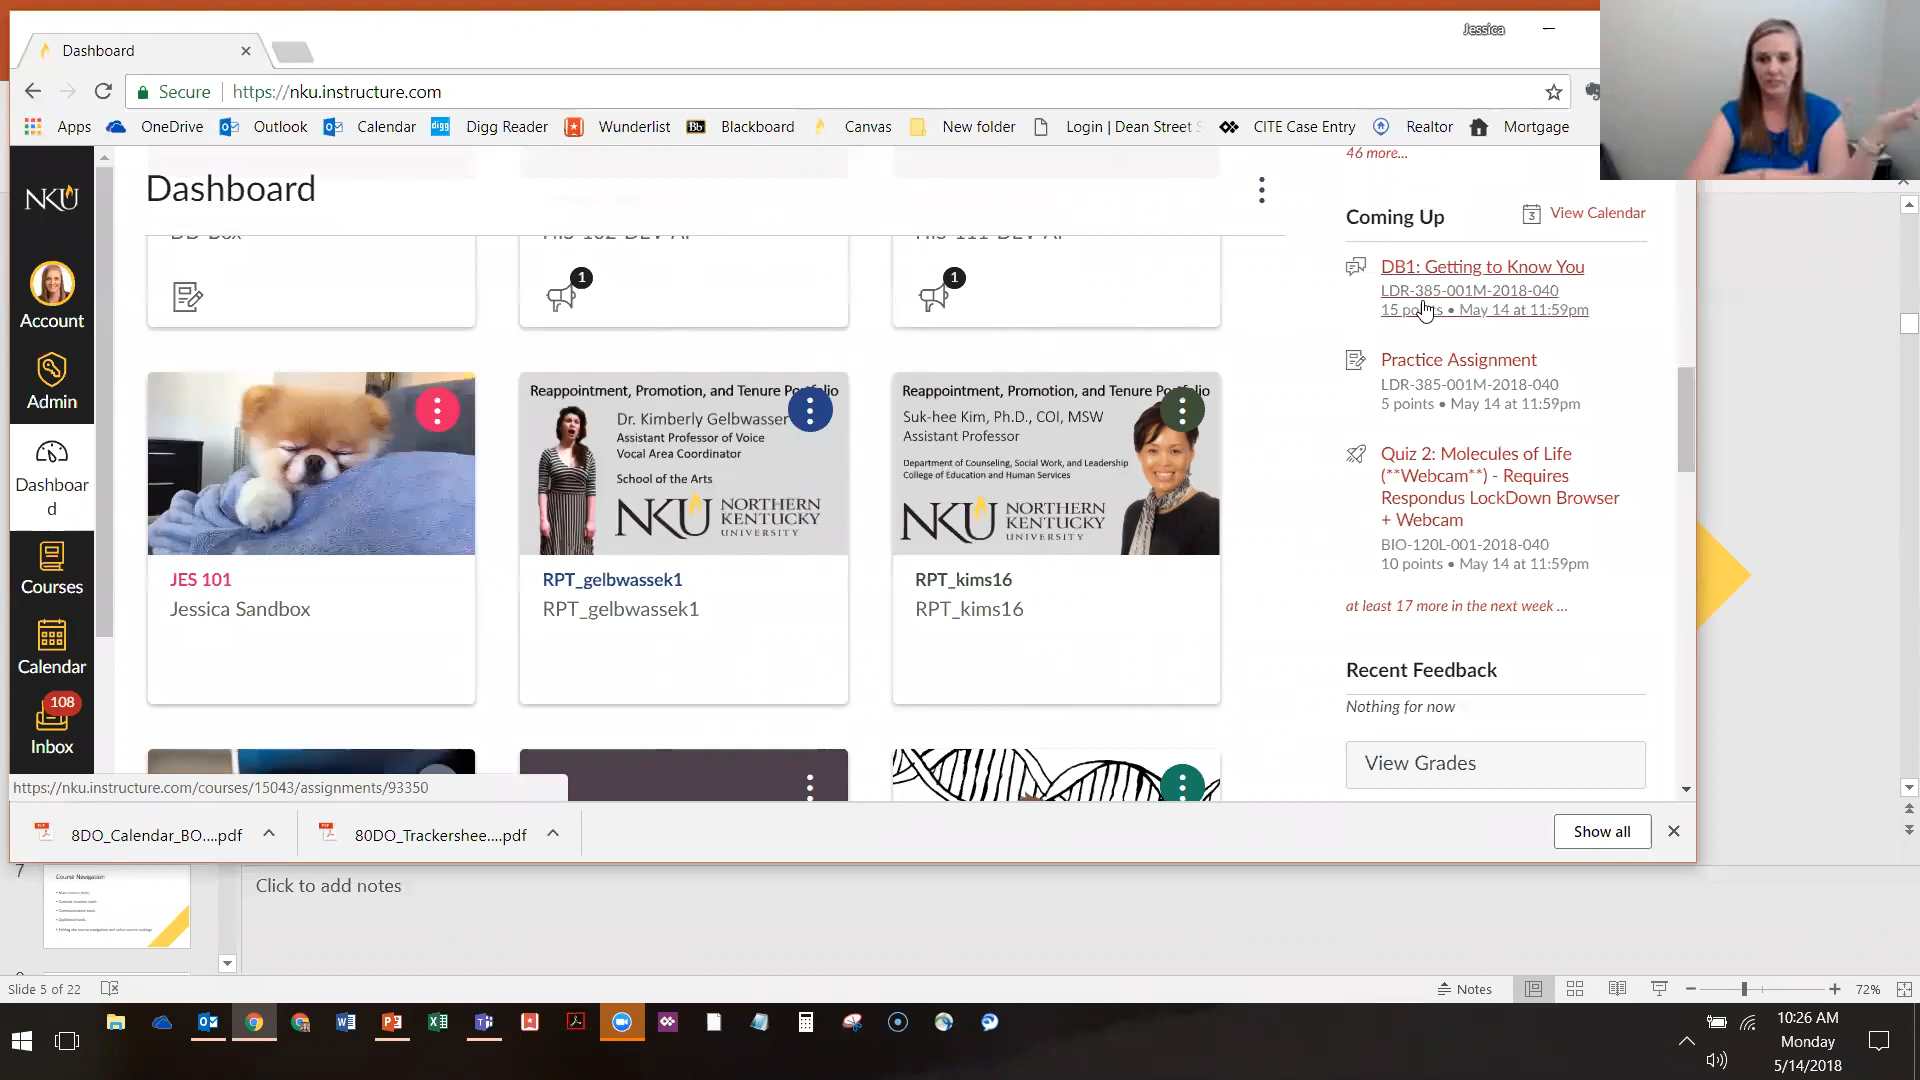 Jessica
Dashboard
Secure
https://nku.instructure.com
Apps
OneDrive
Outlook
Calendar
digg
Digg Reader
Wunderlist
Bb
Blackboard
Canvas
New folder
Login | Dean Street S
CITE Case Entry
Realtor
Mortgage
NKU
Account
Admin
Dashboar
d
Courses
Calendar
108
Inbox
Dashboard
1
1
JES 101
Jessica Sandbox
Reappointment, Promotion, and Tenure Portfolio
Dr. Kimberly Gelbwasser
Assistant Professor of Voice
Vocal Area Coordinator
School of the Arts
NKU
NORTHERN
KENTUCKY
UNIVERSITY
RPT_gelbwassek1
RPT_gelbwassek1
Reappointment, Promotion, and Tenure Portfolio
Suk-hee Kim, Ph.D., COI, MSW
Assistant Professor
Department of Counseling, Social Work, and Leadership
College of Education and Human Services
NKU
NORTHERN
KENTUCKY
UNIVERSITY
RPT_kims16
RPT_kims16
46 more...
Coming Up
3
View Calendar
DB1: Getting to Know You
LDR-385-001M-2018-040
15 points • May 14 at 11:59pm
Practice Assignment
LDR-385-001M-2018-040
5 points • May 14 at 11:59pm
Quiz 2: Molecules of Life
(**Webcam**) - Requires
Respondus LockDown Browser
+ Webcam
BIO-120L-001-2018-040
10 points • May 14 at 11:59pm
at least 17 more in the next week ...
Recent Feedback
Nothing for now
View Grades
https://nku.instructure.com/courses/15043/assignments/93350
8DO_Calendar_BO....pdf
80DO_Trackershee....pdf
Show all
7
Course Navigation
Click to add notes
Slide 5 of 22
Notes
72%
10:26 AM
Monday
5/14/2018